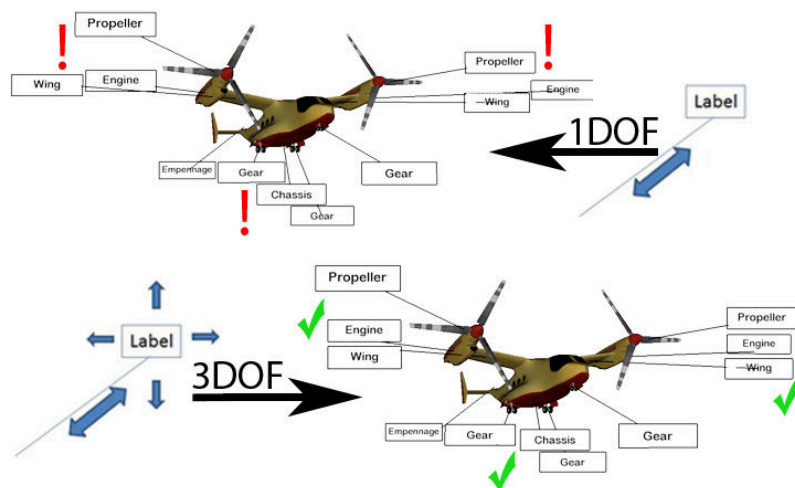 Propeller
Propeller
Wing
Engine
Engine
Wing
Label
1DOF
Empennage
Gear
Gear
Chassis
Gear
Propeller
Propeller
Engine
Engine
Label
Wing
Wing
3DOF
Empennage
Gear
Chassis
Gear
Gear